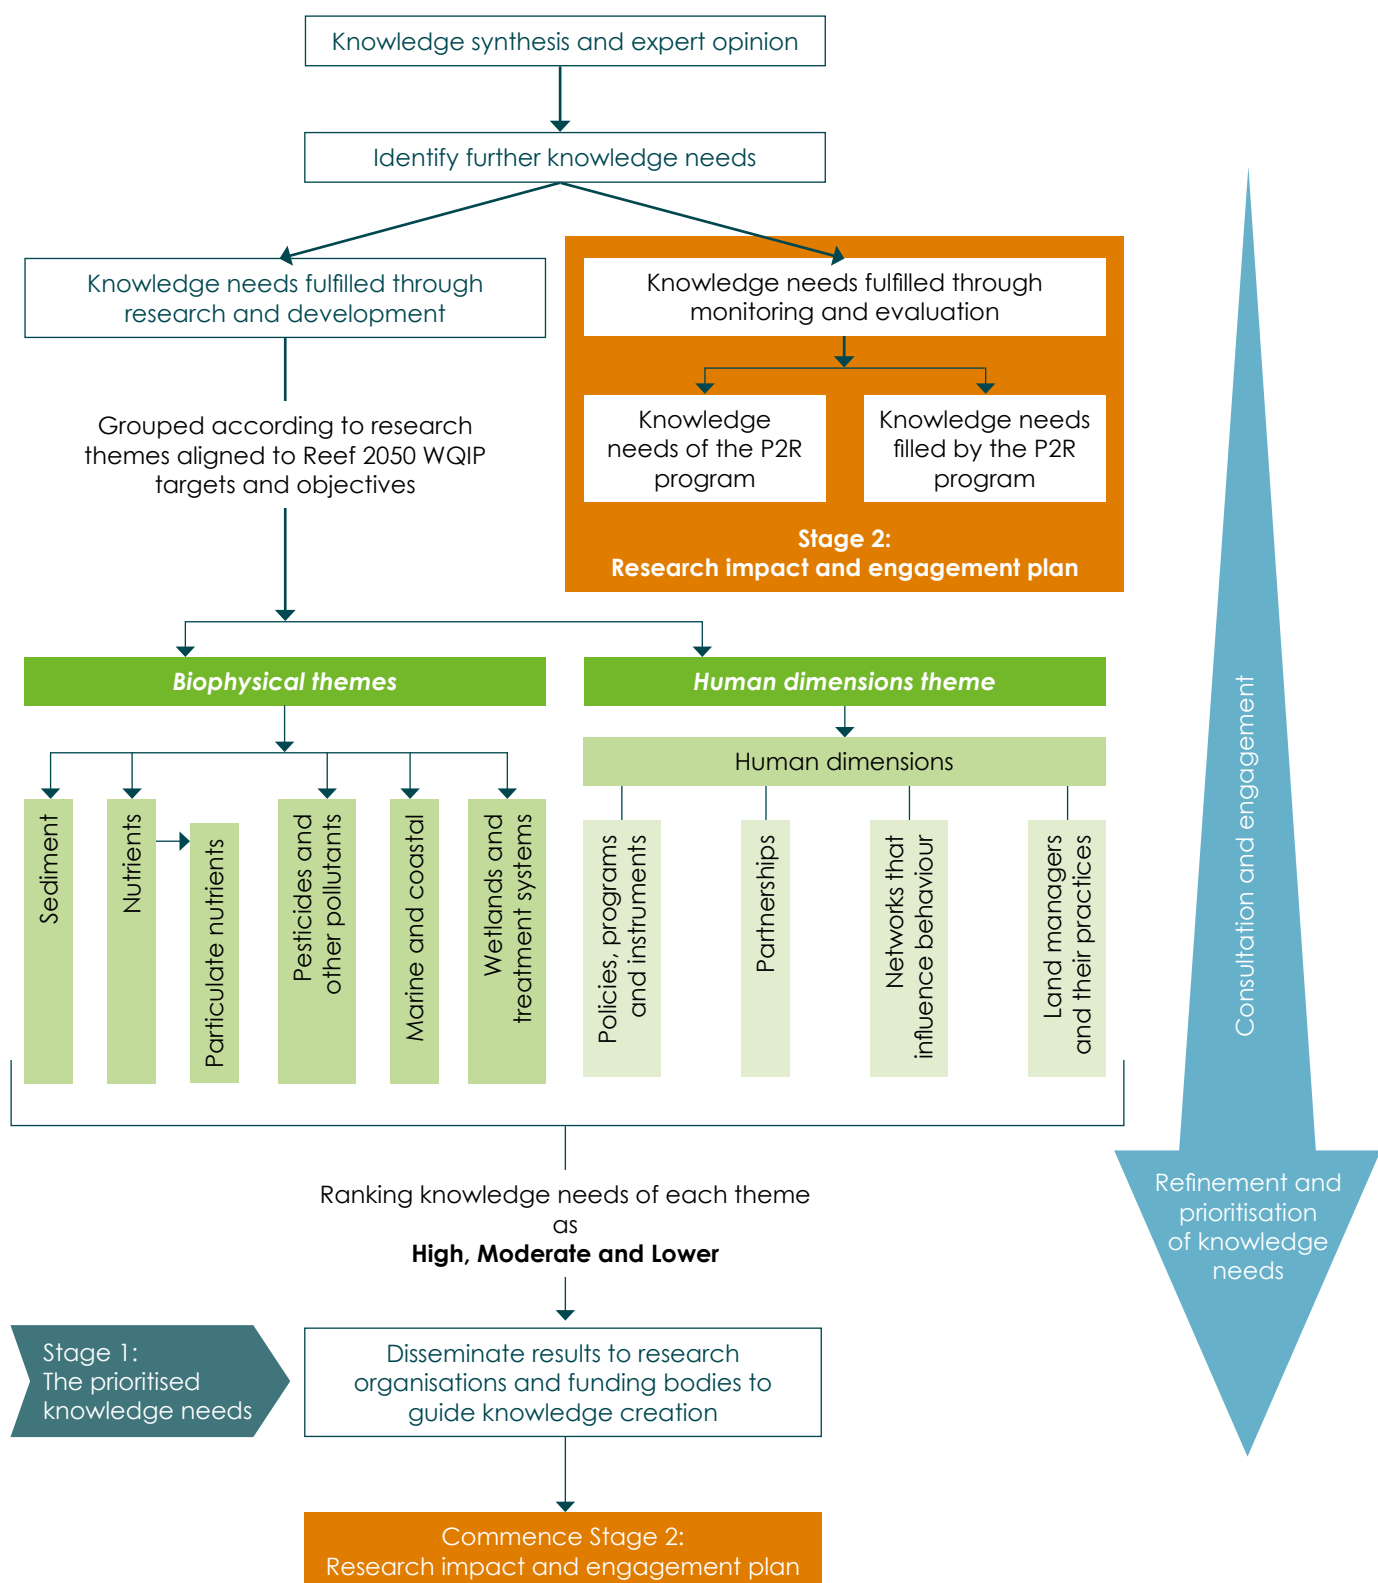 Knowledge synthesis and expert opinion
Identify further knowledge needs
Knowledge needs fulfilled through
research and development
Knowledge needs fulfilled through
monitoring and evaluation
Knowledge
needs of the P2R
program
Knowledge needs
filled by the P2R
program
Stage 2:
Research impact and engagement plan
Grouped according to research
themes aligned to Reef 2050 WQIP
targets and objectives
Biophysical themes
Human dimensions theme
Human dimensions
Sediment
Nutrients
Particulate nutrients
Pesticides and
other pollutants
Marine and coastal
Wetlands and
treatment systems
Policies, programs
and instruments
Partnerships
Networks that
influence behaviour
Land managers
and their practices
Consultation and engagement
Refinement and
prioritisation
of knowledge
needs
Ranking knowledge needs of each theme
as
High, Moderate and Lower
Stage 1:
The prioritised
knowledge needs
Disseminate results to research
organisations and funding bodies to
guide knowledge creation
Commence Stage 2:
Research impact and engagement plan